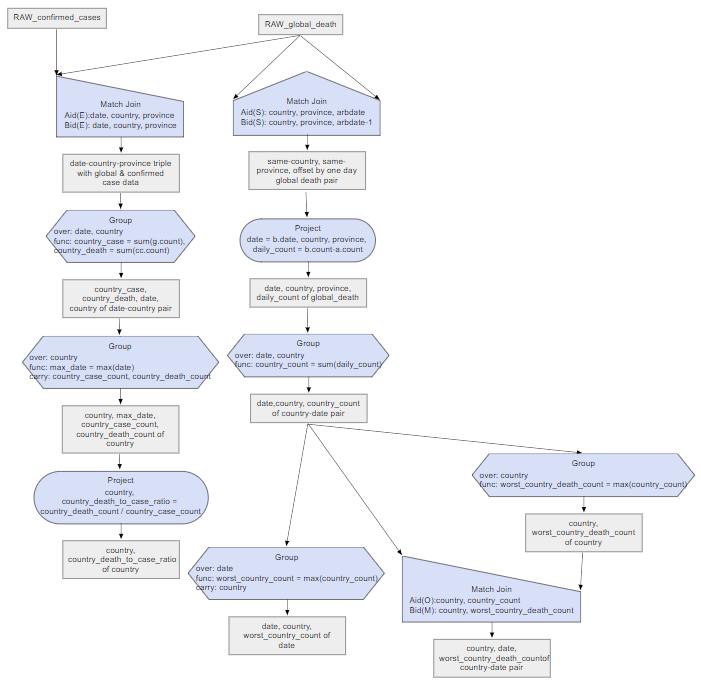 RAW_confirmed_cases
RAW_global_death
Match Join
Aid(E):date, country, province
Bid(E): date, country, province
Match Join
Aid(S): country, province, arbdate
Bid(S): country, province, arbdate-1
date-country-province triple
with global & confirmed
case data
same-country, same-
province, offset by one day
global death pair
Group
over: date, country
func: country_case = sum(g.count),
country_death = sum(cc.count)
Project
date = b.date, country, province,
daily_count = b.count-a.count
country_case,
country_death, date,
country of date-country pair
date, country, province,
daily_count of global_death
Group
over: country
func: max_date = max(date)
carry: country_case_count, country_death_count
Group
over: date, country
func: country_count = sum(daily_count)
country, max_date,
country_case_count,
country_death_count of
country
date,country, country_count
of country-date pair
Project
country,
country_death_to_case_ratio =
country_death_count / country_case_count
Group
over: country
func: worst_country_death_count = max(country_count)
country,
country_death_to_case_ratio
of country
country,
worst_country_death_count
of country
Group
over: date
func: worst_country_count = max(country_count)
carry: country
Match Join
Aid(O):country, country_count
Bid(M): country, worst_country_death_count
date, country,
worst_country_count of
date
country, date,
worst_country_death_countof
country-date pair